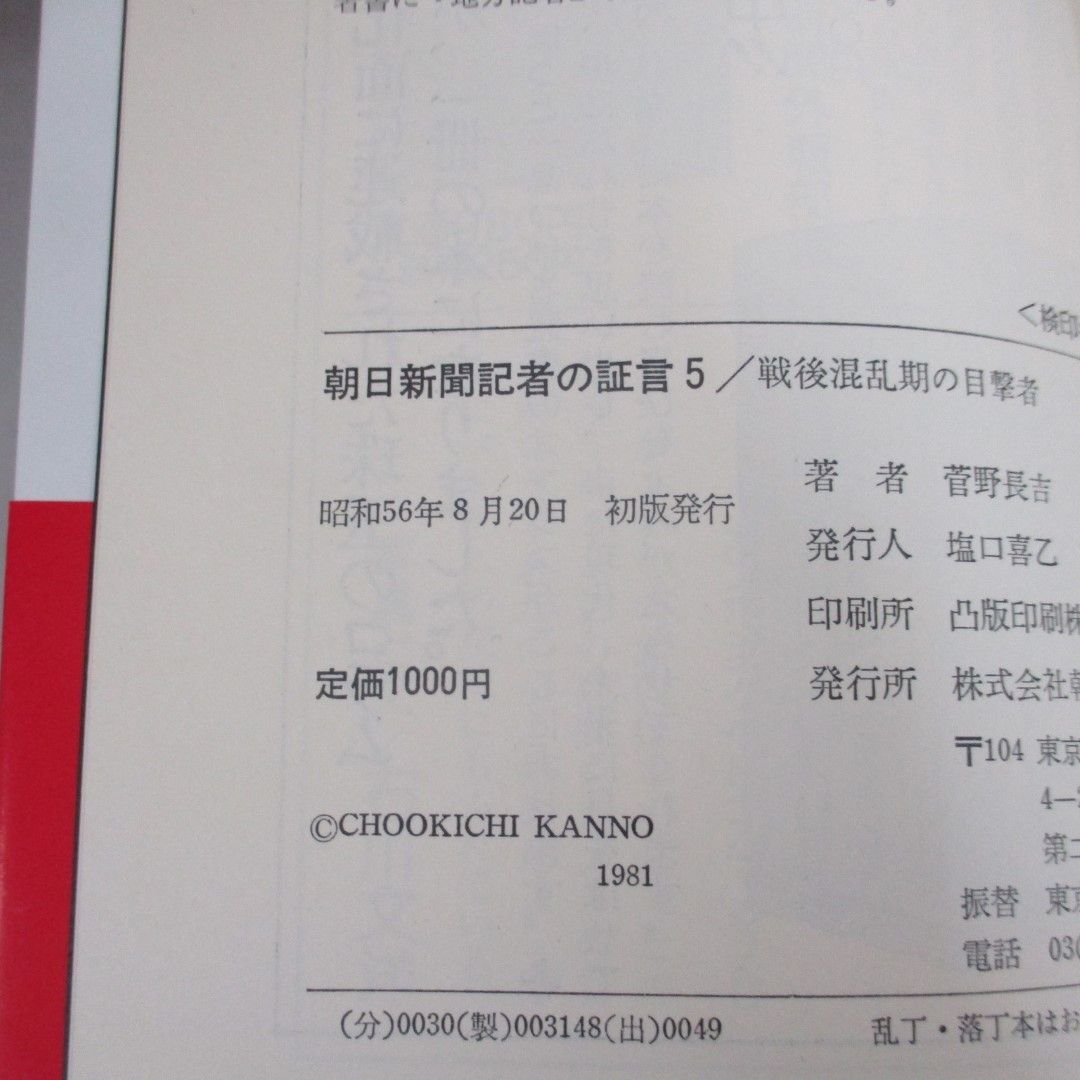 朝日新聞記者の証言5／戦後混乱期の目撃者
昭和56年8月20日　初版発行
定価1000円
©CHOOKICHI KANNO
1981
〈検印
著　者　菅野長吉
発行人　塩口喜乙
印刷所　凸版印刷株
発行所　株式会社朝
〒104 東京
4—
第二
振替　東京
電話　03(
(分)0030(製)003148(出)0049
乱丁・落丁本はお